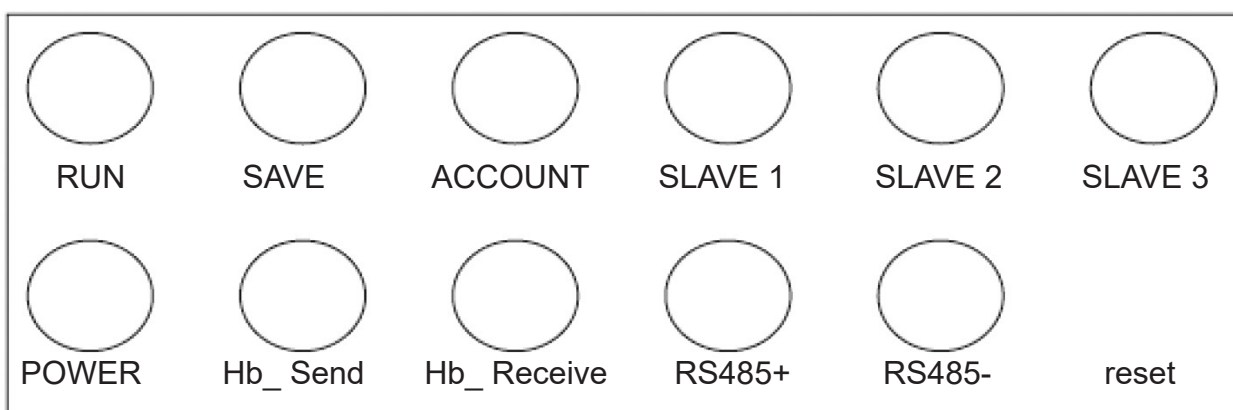 RUN SAVE ACCOUNT SLAVE 1 SLAVE 2 SLAVE 3
POWER Hb_ Send Hb_ Receive RS485+ RS485- reset